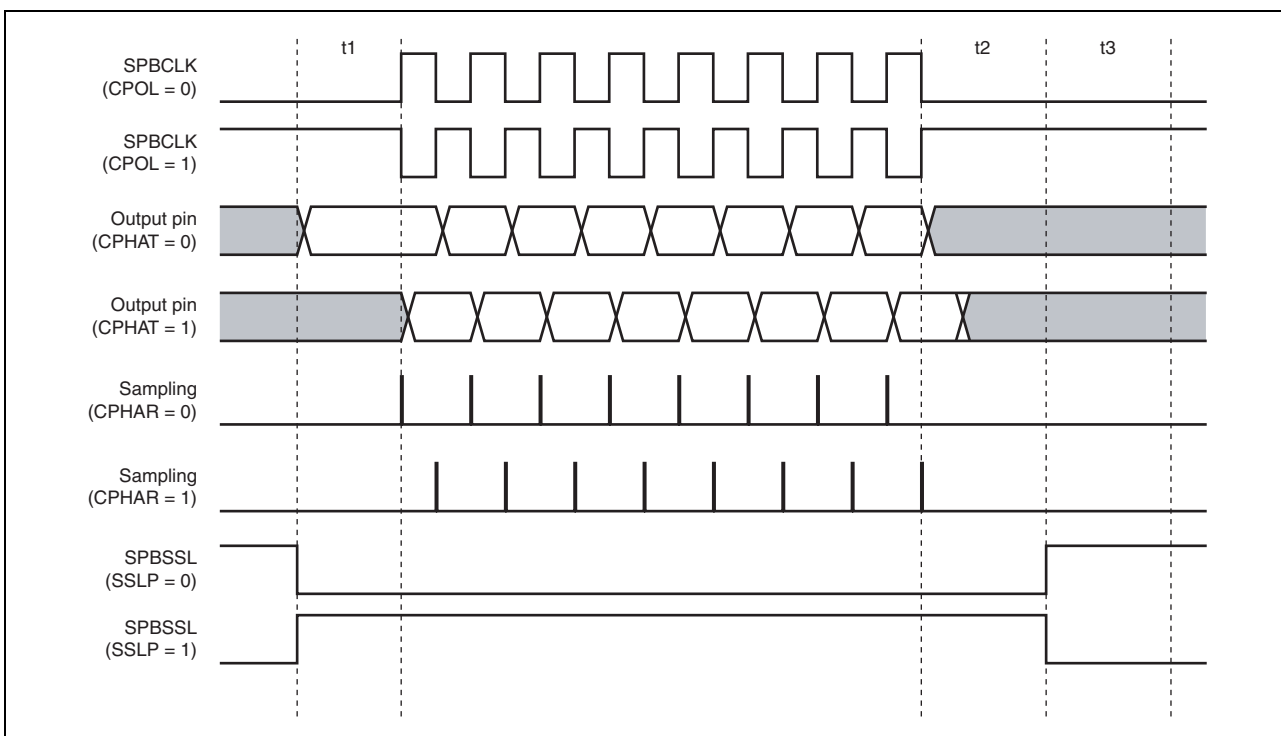 t1
t2
t3
SPBCLK
(CPOL = 0)
SPBCLK
(CPOL = 1)
Output pin
(CPHAT = 0)
Output pin
(CPHAT = 1)
Sampling
(CPHAR = 0)
Sampling
(CPHAR = 1)
SPBSSL
(SSLP = 0)
SPBSSL
(SSLP = 1)